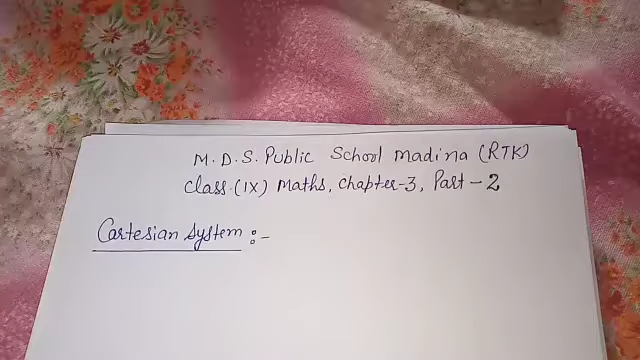 M.D.S. Public School Madina (RTK)
Class-(IX) Maths, Chapter-3, Part-2
Cartesian System :-